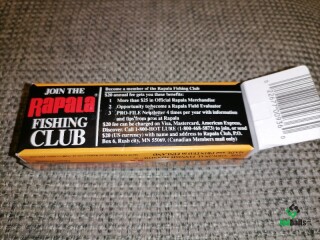 JOIN THE
RAPALA
FISHING
CLUB
Become a member of the Rapala Fishing Club
$20 annual fee gets you these benefits:
1 More than $25 in Official Rapala Merchandise
2 Opportunity to become a Rapala Field Evaluator
3 PRO-FILE Newsletter 4 times per year with information
and tips from pros at Rapala
$20 fee can be charged on Visa, Mastercard, American Express,
Discover. Call 1-800-HOT LURE (1-800-468-5873) to join, or send
$20 (US currency) with name and address to Rapala Club, P.O.
Box 6, Rush city, MN 55069. (Canadian Members mail only)